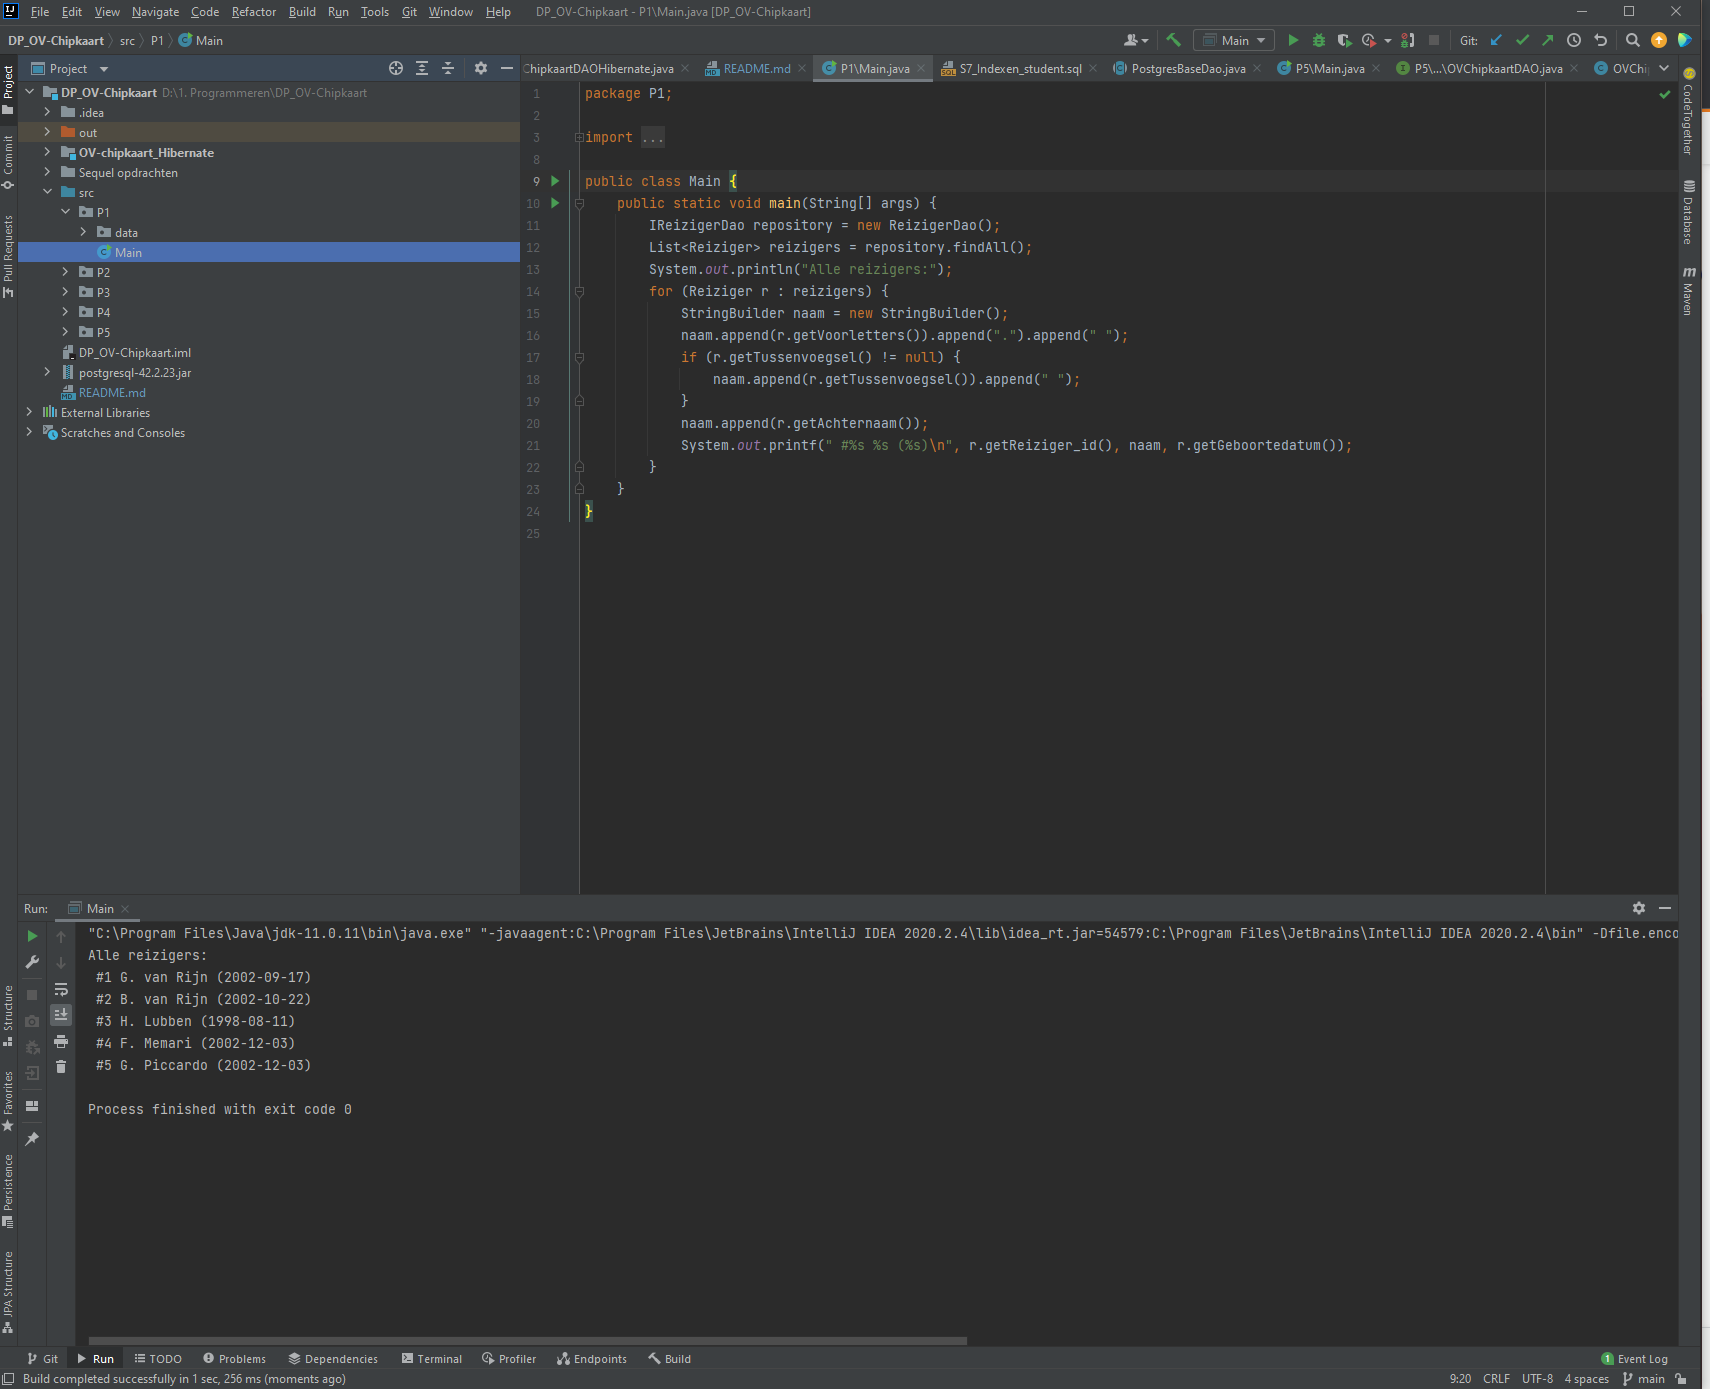 File Edit View Navigate Code Refactor Build Run Tools Git Window Help DP_OV-Chipkaart - P1\Main.java [DP_OV-Chipkaart]
DP_OV-Chipkaart src P1 Main
Main Git:
Project
ChipkaartDAOHibernate.java README.md P1\Main.java S7_Indexen_student.sql PostgresBaseDao.java P5\Main.java P5\...\OVChipkaartDAO.java OVChi
DP_OV-Chipkaart D:\1. Programmeren\DP_OV-Chipkaart
.idea
out
OV-chipkaart_Hibernate
Sequel opdrachten
src
P1
data
Main
P2
P3
P4
P5
DP_OV-Chipkaart.iml
postgresql-42.2.23.jar
README.md
External Libraries
Scratches and Consoles
1 package P1;
2
3 import ...
8
9 public class Main {
10 public static void main(String[] args) {
11 IReizigerDao repository = new ReizigerDao();
12 List<Reiziger> reizigers = repository.findAll();
13 System.out.println("Alle reizigers:");
14 for (Reiziger r : reizigers) {
15 StringBuilder naam = new StringBuilder();
16 naam.append(r.getVoorletters()).append(".").append(" ");
17 if (r.getTussenvoegsel() != null) {
18 naam.append(r.getTussenvoegsel()).append(" ");
19 }
20 naam.append(r.getAchternaam());
21 System.out.printf(" #%s %s (%s)\n", r.getReiziger_id(), naam, r.getGeboortedatum());
22 }
23 }
24 }
25
Project
Commit
Pull Requests
Structure
Favorites
Persistence
JPA Structure
CodeTogether
Database
m Maven
Run: Main
"C:\Program Files\Java\jdk-11.0.11\bin\java.exe" "-javaagent:C:\Program Files\JetBrains\IntelliJ IDEA 2020.2.4\lib\idea_rt.jar=54579:C:\Program Files\JetBrains\IntelliJ IDEA 2020.2.4\bin" -Dfile.enco
Alle reizigers:
#1 G. van Rijn (2002-09-17)
#2 B. van Rijn (2002-10-22)
#3 H. Lubben (1998-08-11)
#4 F. Memari (2002-12-03)
#5 G. Piccardo (2002-12-03)
Process finished with exit code 0
Git Run TODO Problems Dependencies Terminal Profiler Endpoints Build 1 Event Log
Build completed successfully in 1 sec, 256 ms (moments ago) 9:20 CRLF UTF-8 4 spaces main